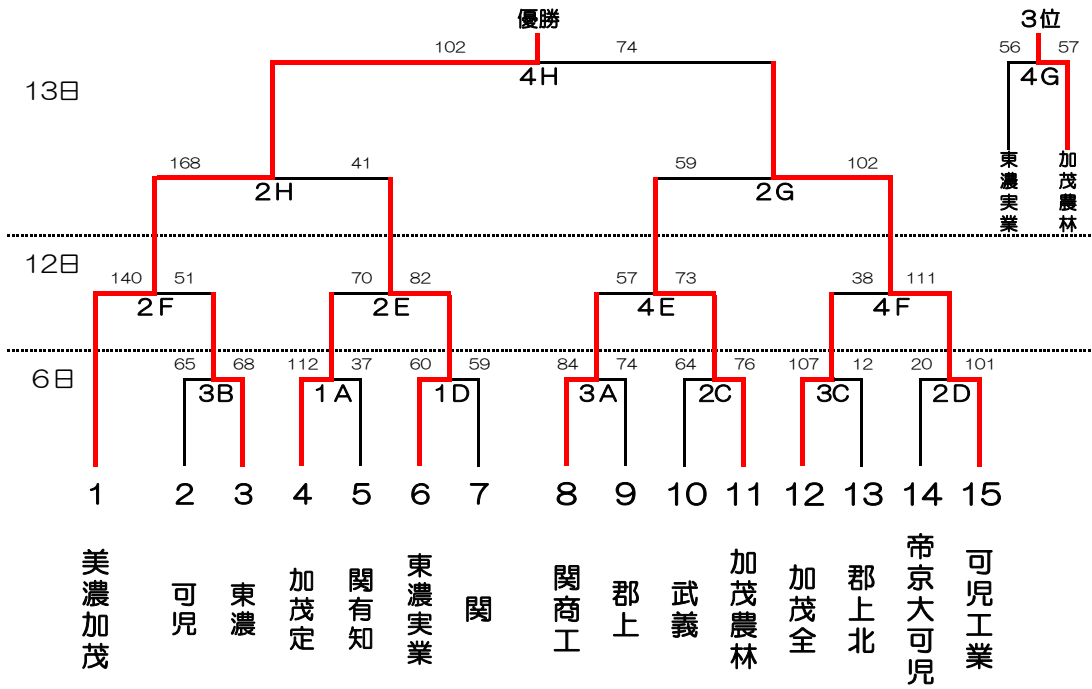 優勝 3位
102 74 56 57
4H 4G
13日
東濃実業 加茂農林
168 41 59 102
2H 2G
12日
140 51 70 82 57 73 38 111
2F 2E 4E 4F
6日
65 68 112 37 60 59 84 74 64 76 107 12 20 101
3B 1A 1D 3A 2C 3C 2D
1 2 3 4 5 6 7 8 9 10 11 12 13 14 15
美濃加茂
可児
東濃
加茂定
関有知
東濃実業
関
関商工
郡上
武義
加茂農林
加茂全
郡上北
帝京大可児
可児工業